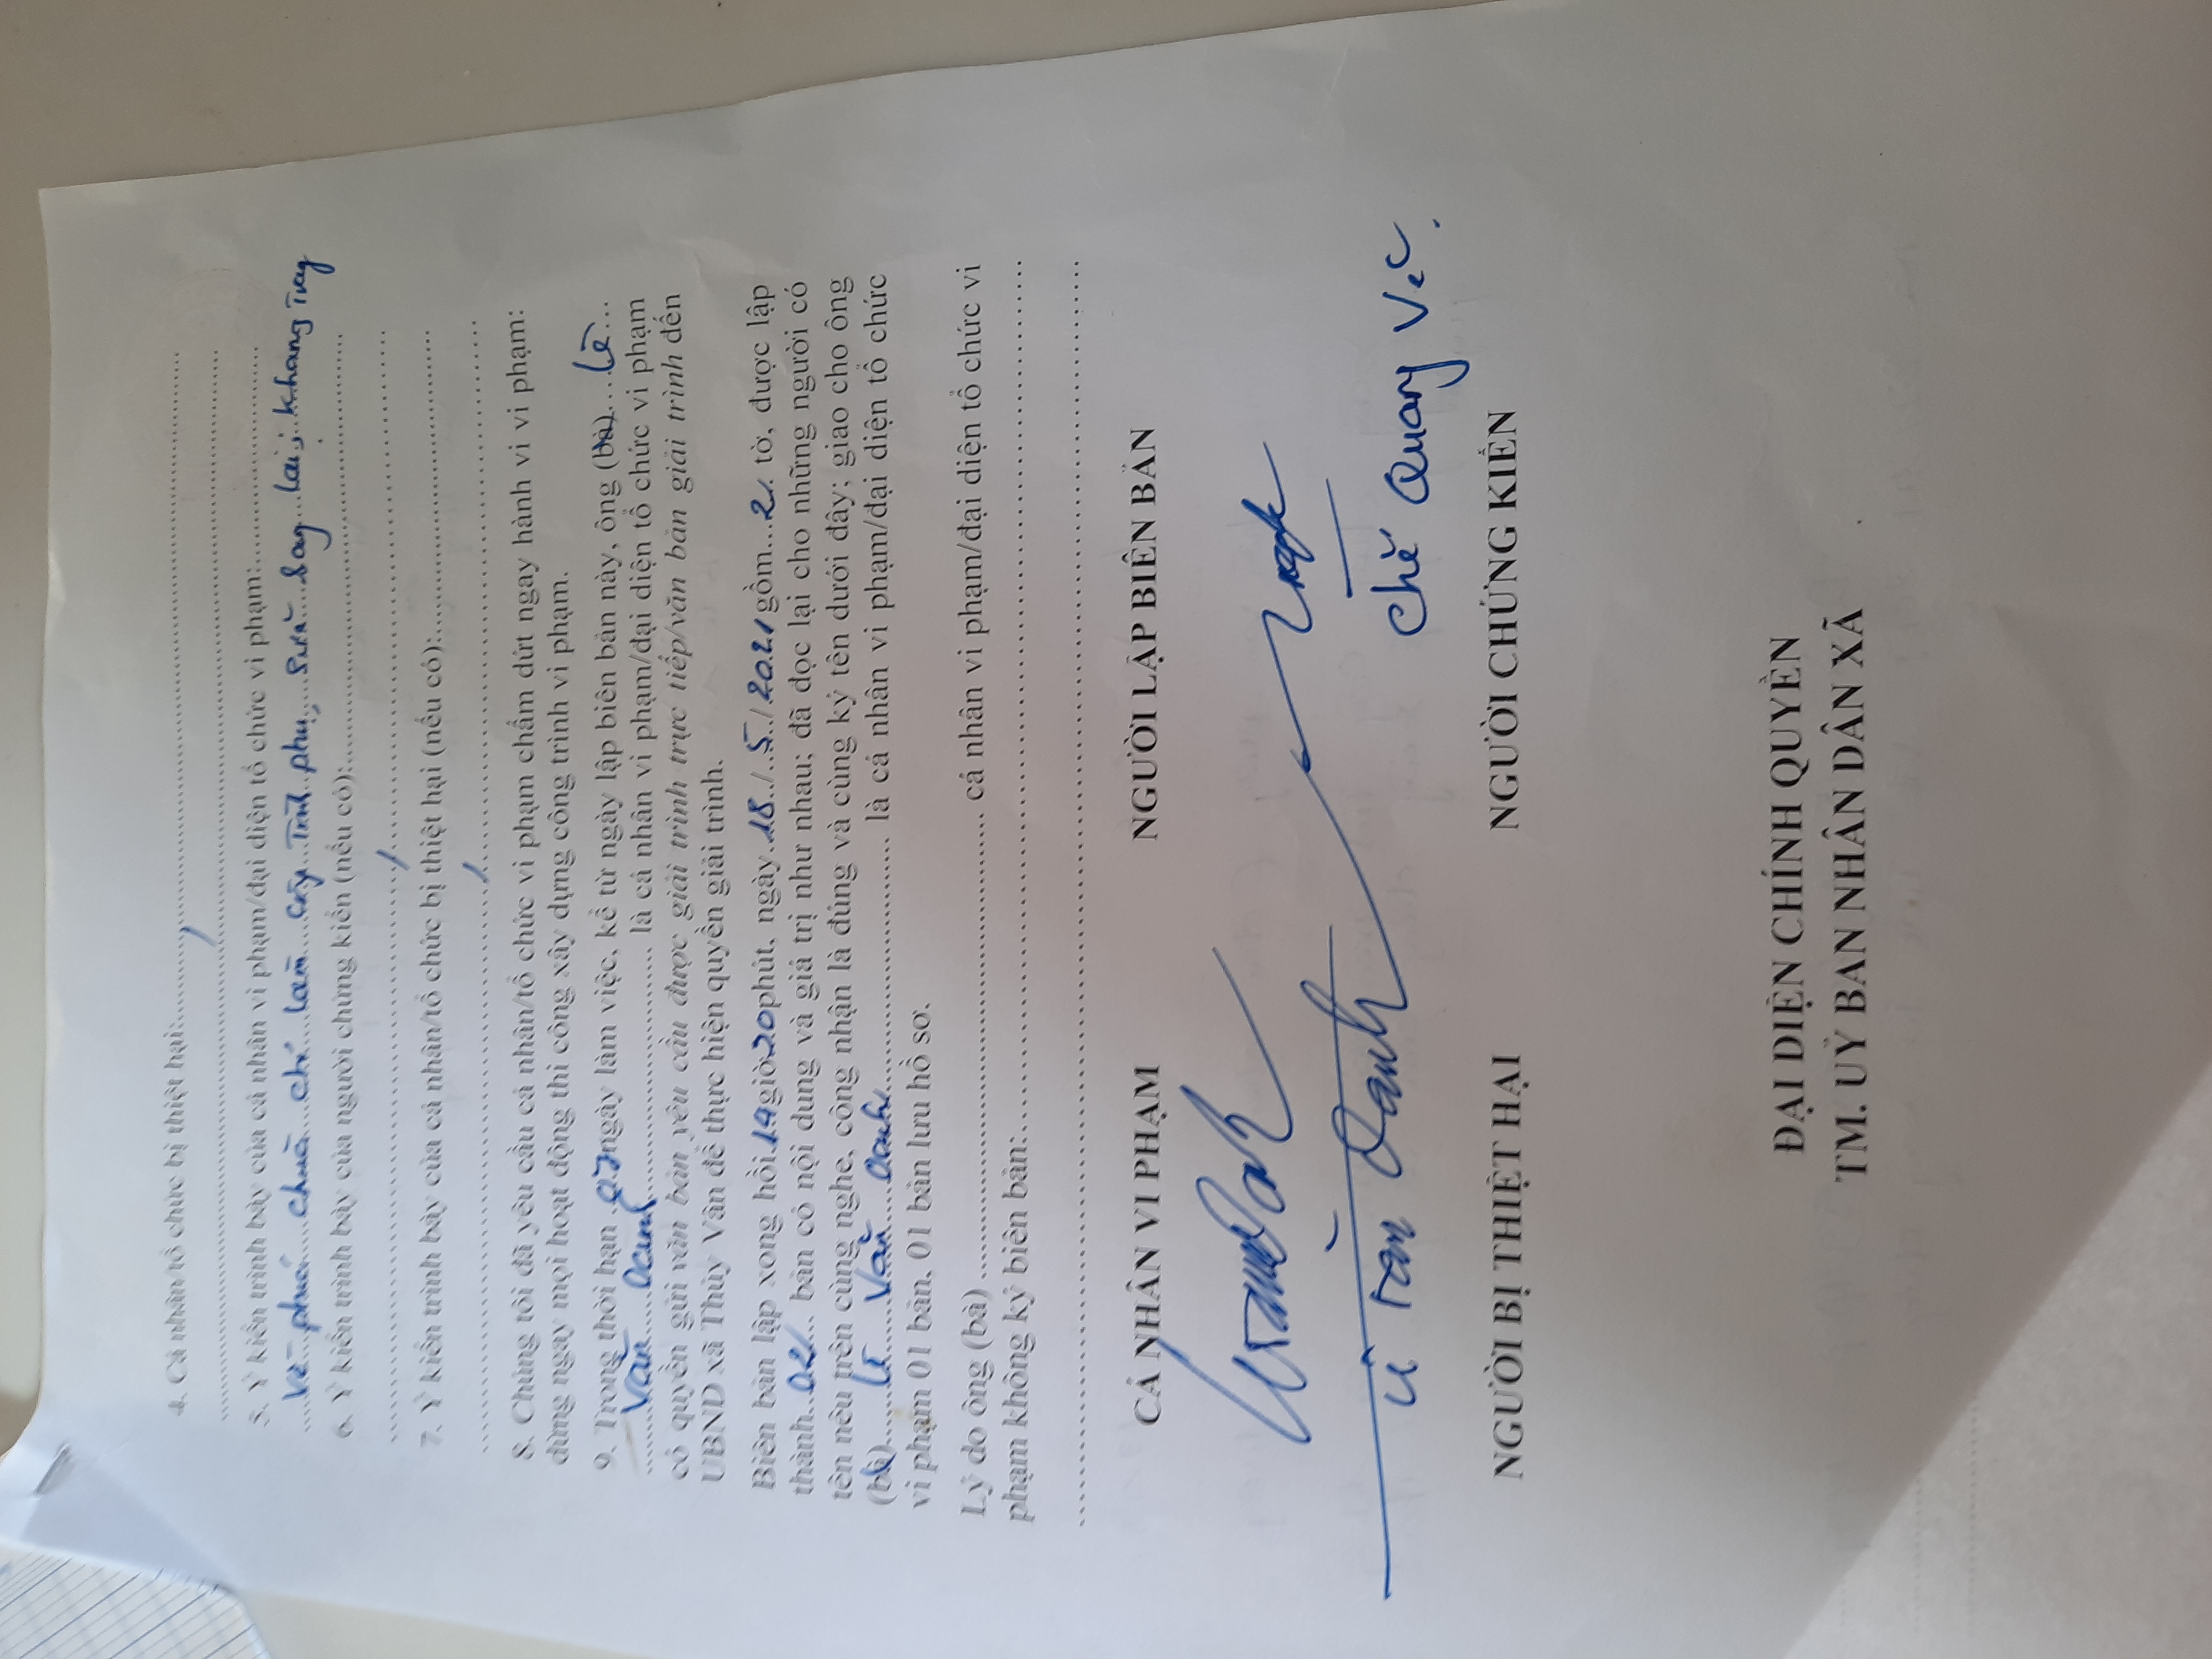 4. Cá nhân/tổ chức bị thiệt hại:............/............
5. Ý kiến trình bày của cá nhân vi phạm/đại diện tổ chức vi phạm:............
Về phía chúa chỉ làm phụ sửa lại khang trang
6. Ý kiến trình bày của người chứng kiến (nếu có):............
............/............
7. Ý kiến trình bày của cá nhân/tổ chức bị thiệt hại (nếu có):............
............/............
8. Chúng tôi đã yêu cầu cá nhân/tổ chức vi phạm chấm dứt ngay hành vi vi phạm:
dừng ngay mọi hoạt động thi công xây dựng công trình vi phạm.
9. Trong thời hạn 07 ngày làm việc, kể từ ngày lập biên bản này, ông (bà)....Lê...
......Văn......Danh............ là cá nhân vi phạm/đại diện tổ chức vi phạm
có quyền gửi văn bản yêu cầu được giải trình trực tiếp/văn bản giải trình đến
UBND xã Thủy Vân để thực hiện quyền giải trình.
Biên bản lập xong hồi 14 giờ 20 phút, ngày 18 / 5 / 2021 gồm...2... tờ, được lập
thành...02... bản có nội dung và giá trị như nhau; đã đọc lại cho những người có
tên nêu trên cùng nghe, công nhận là đúng và cùng ký tên dưới đây; giao cho ông
(bà)....Lê....Văn....Danh............ là cá nhân vi phạm/đại diện tổ chức
vi phạm 01 bản, 01 bản lưu hồ sơ.
Lý do ông (bà) ............ cá nhân vi phạm/đại diện tổ chức vi
phạm không ký biên bản:............
............
CÁ NHÂN VI PHẠM NGƯỜI LẬP BIÊN BẢN
Danh Chế Quang Vĩ.
NGƯỜI BỊ THIỆT HẠI NGƯỜI CHỨNG KIẾN
ĐẠI DIỆN CHÍNH QUYỀN
TM. UỶ BAN NHÂN DÂN XÃ